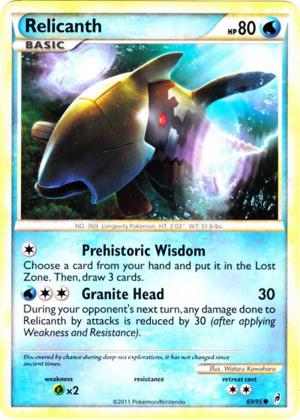 Relicanth
HP 80
BASIC
NO. 369 Longevity Pokémon HT: 3'03" WT: 51.6 lbs.
Prehistoric Wisdom
Choose a card from your hand and put it in the Lost
Zone. Then, draw 3 cards.
Granite Head 30
During your opponent's next turn, any damage done to
Relicanth by attacks is reduced by 30 (after applying
Weakness and Resistance).
Discovered by chance during deep-sea explorations, it has not changed since
ancient times.
Illus. Wataru Kawahara
weakness resistance retreat cost
×2
©2011 Pokémon/Nintendo 69/95